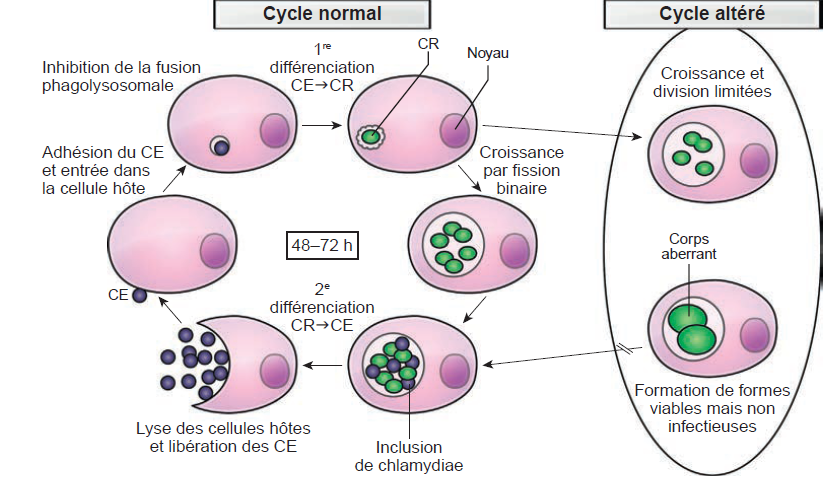 Cycle normal
Cycle altéré
Inhibition de la fusion
phagolysosomale
1re
différenciation
CE→CR
CR
Noyau
Croissance et
division limitées
Adhésion du CE
et entrée dans
la cellule hôte
Croissance
par fission
binaire
48–72 h
Corps
aberrant
CE
2e
différenciation
CR→CE
Lyse des cellules hôtes
et libération des CE
Inclusion
de chlamydiae
Formation de formes
viables mais non
infectieuses